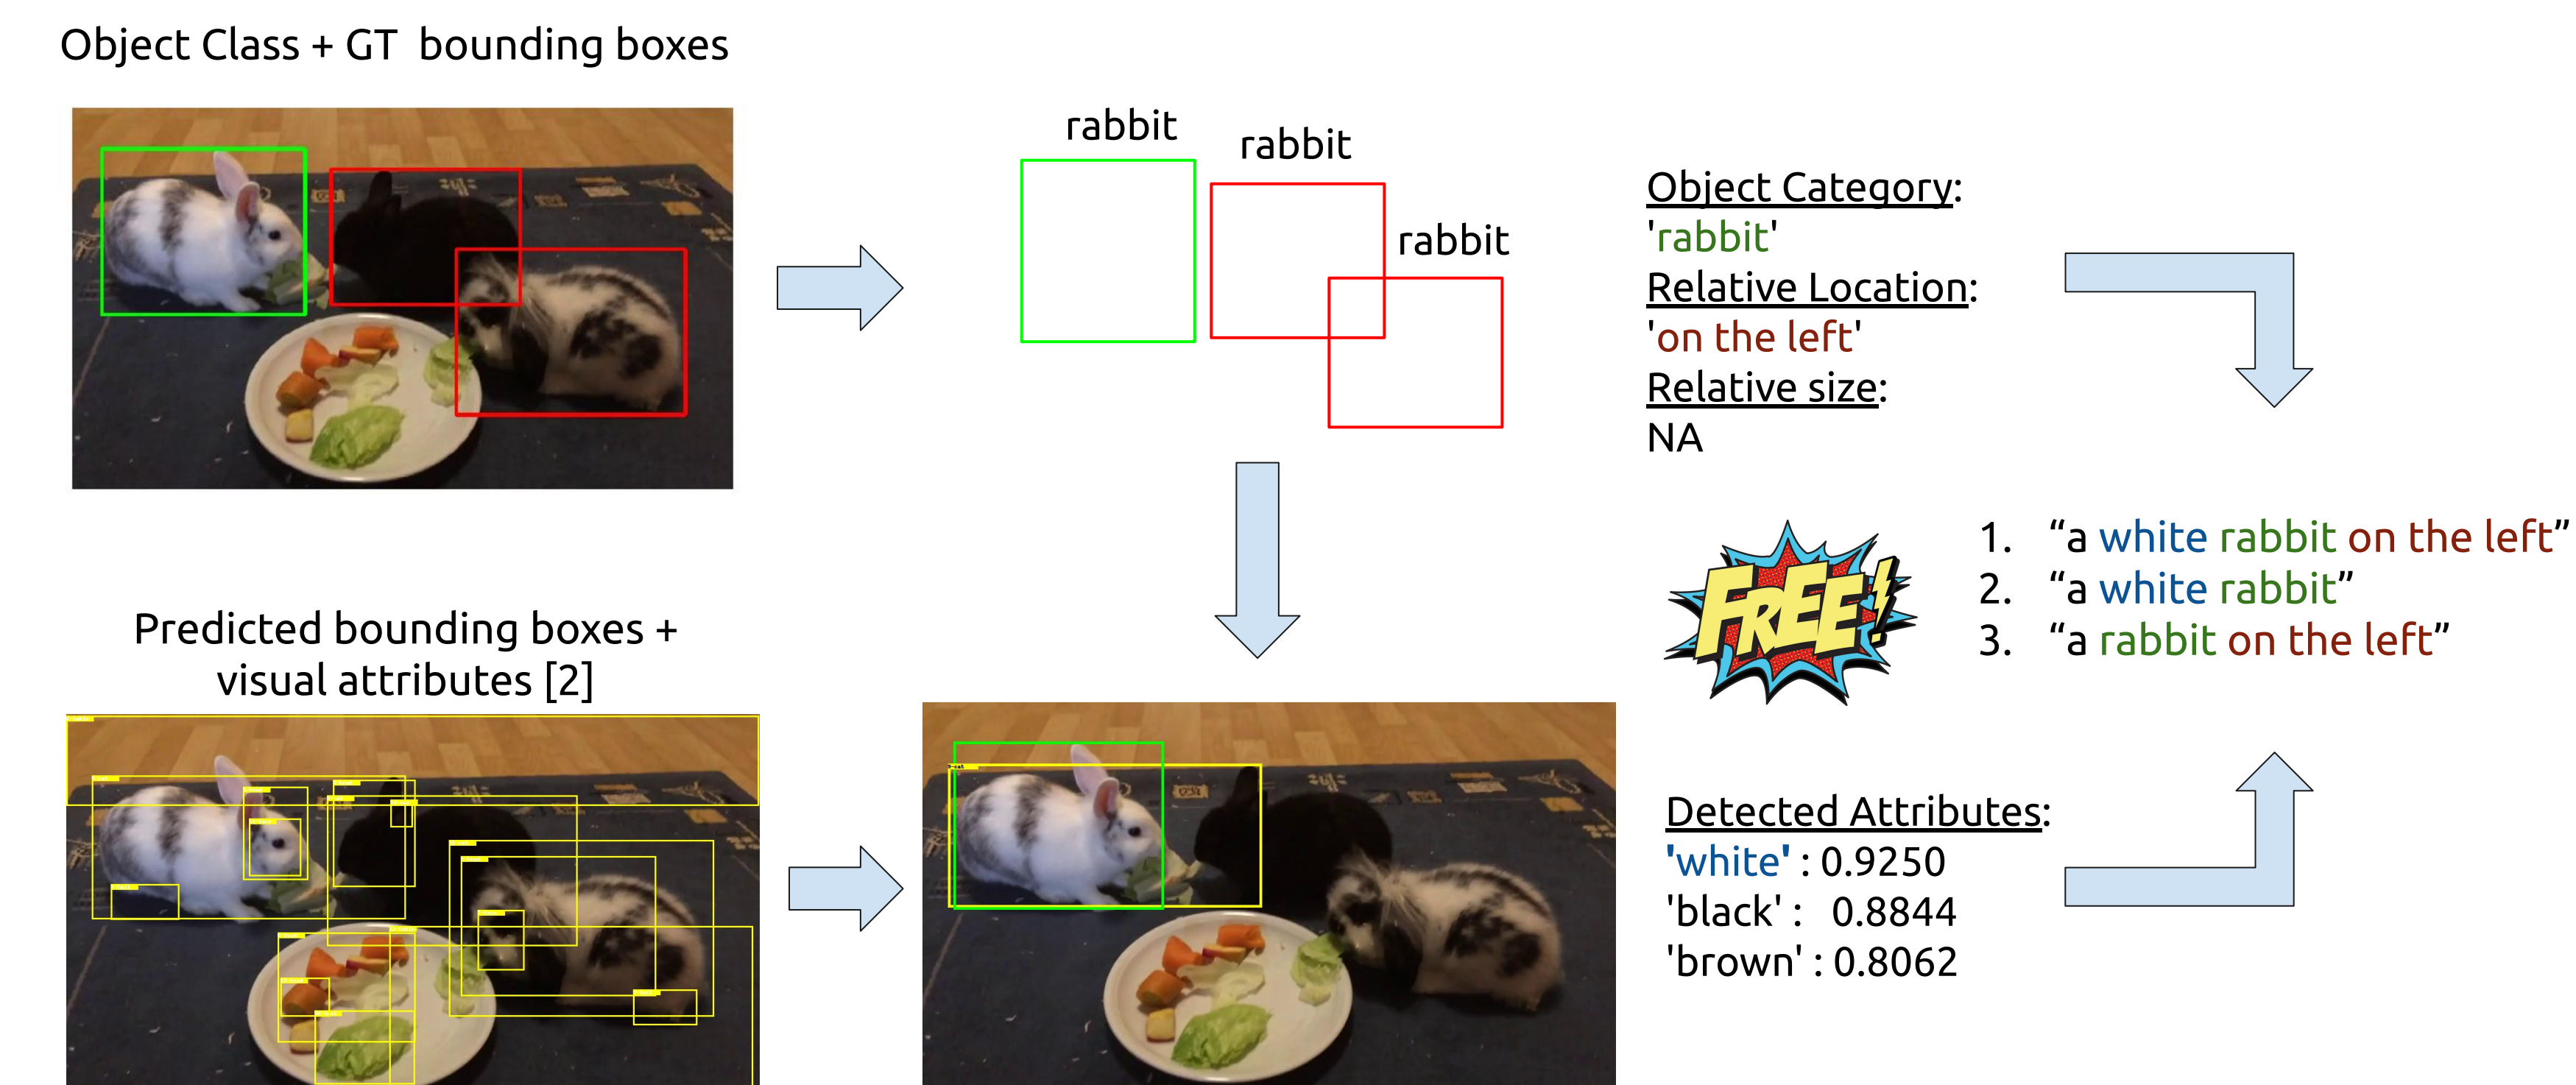 Object Class + GT  bounding boxes
rabbit
rabbit
rabbit
Object Category:
'rabbit'
Relative Location:
'on the left'
Relative size:
NA
FREE!
1. “a white rabbit on the left”
2. “a white rabbit”
3. “a rabbit on the left”
Predicted bounding boxes +
visual attributes [2]
Detected Attributes:
'white' : 0.9250
'black' : 0.8844
'brown' : 0.8062